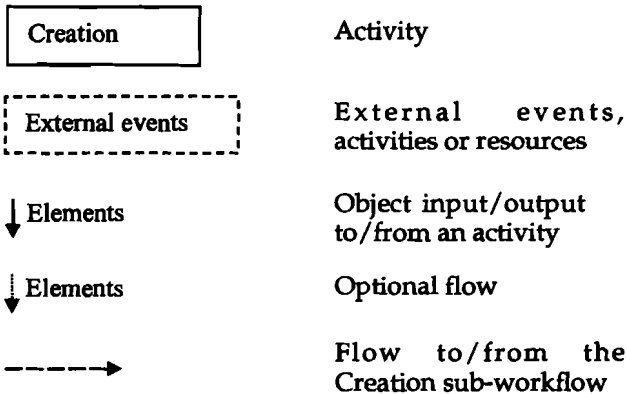 Creation Activity
External events External events,
activities or resources
Elements Object input/output
to/from an activity
Elements Optional flow
Flow to/from the
Creation sub-workflow